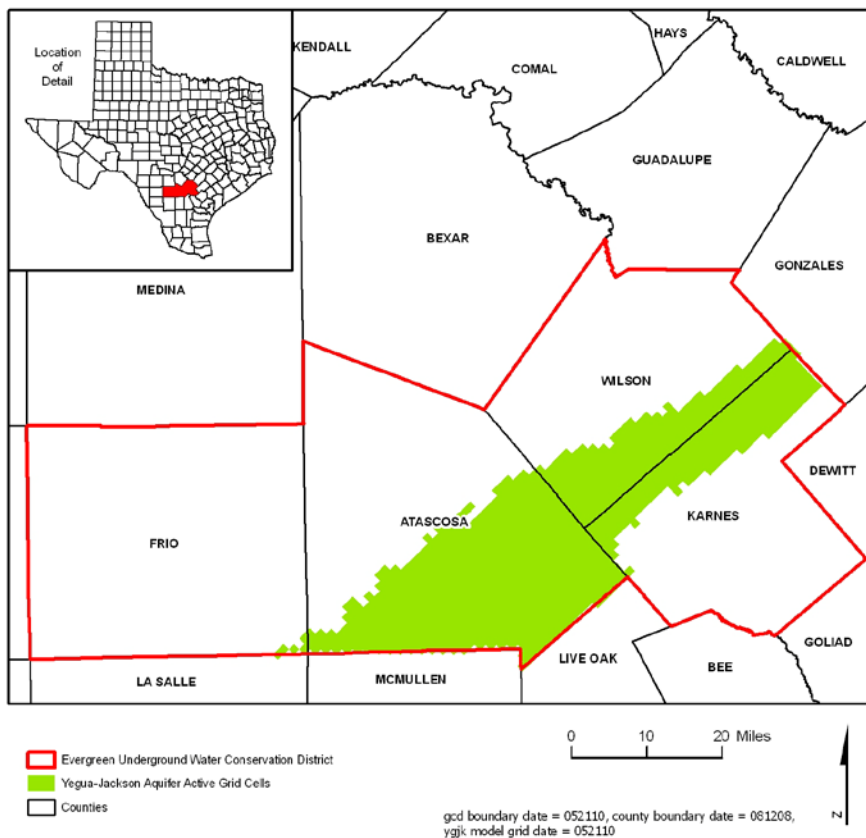 Location
of
Detail
KENDALL
HAYS
COMAL
CALDWELL
GUADALUPE
BEXAR
GONZALES
MEDINA
WILSON
DEWITT
ATASCOSA
KARNES
FRIO
GOLIAD
LIVE OAK
BEE
LA SALLE
MCMULLEN
0 10 20 Miles
Evergreen Underground Water Conservation District
Yegua-Jackson Aquifer Active Grid Cells
Counties
gcd boundary date = 052110, county boundary date = 081208,
ygjk model grid date = 052110
N